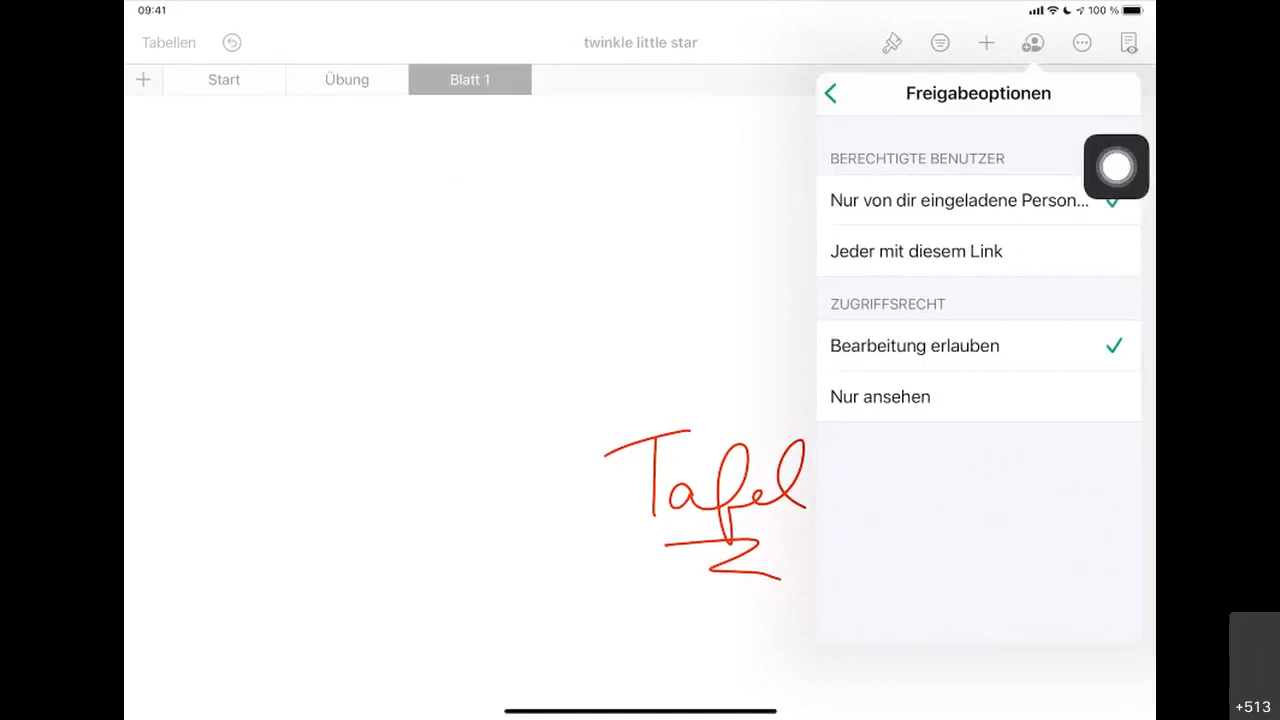 09:41
100 %
Tabellen
twinkle little star
Start
Übung
Blatt 1
Freigabeoptionen
BERECHTIGTE BENUTZER
Nur von dir eingeladene Person...
Jeder mit diesem Link
ZUGRIFFSRECHT
Bearbeitung erlauben
Nur ansehen
Tafel
+513